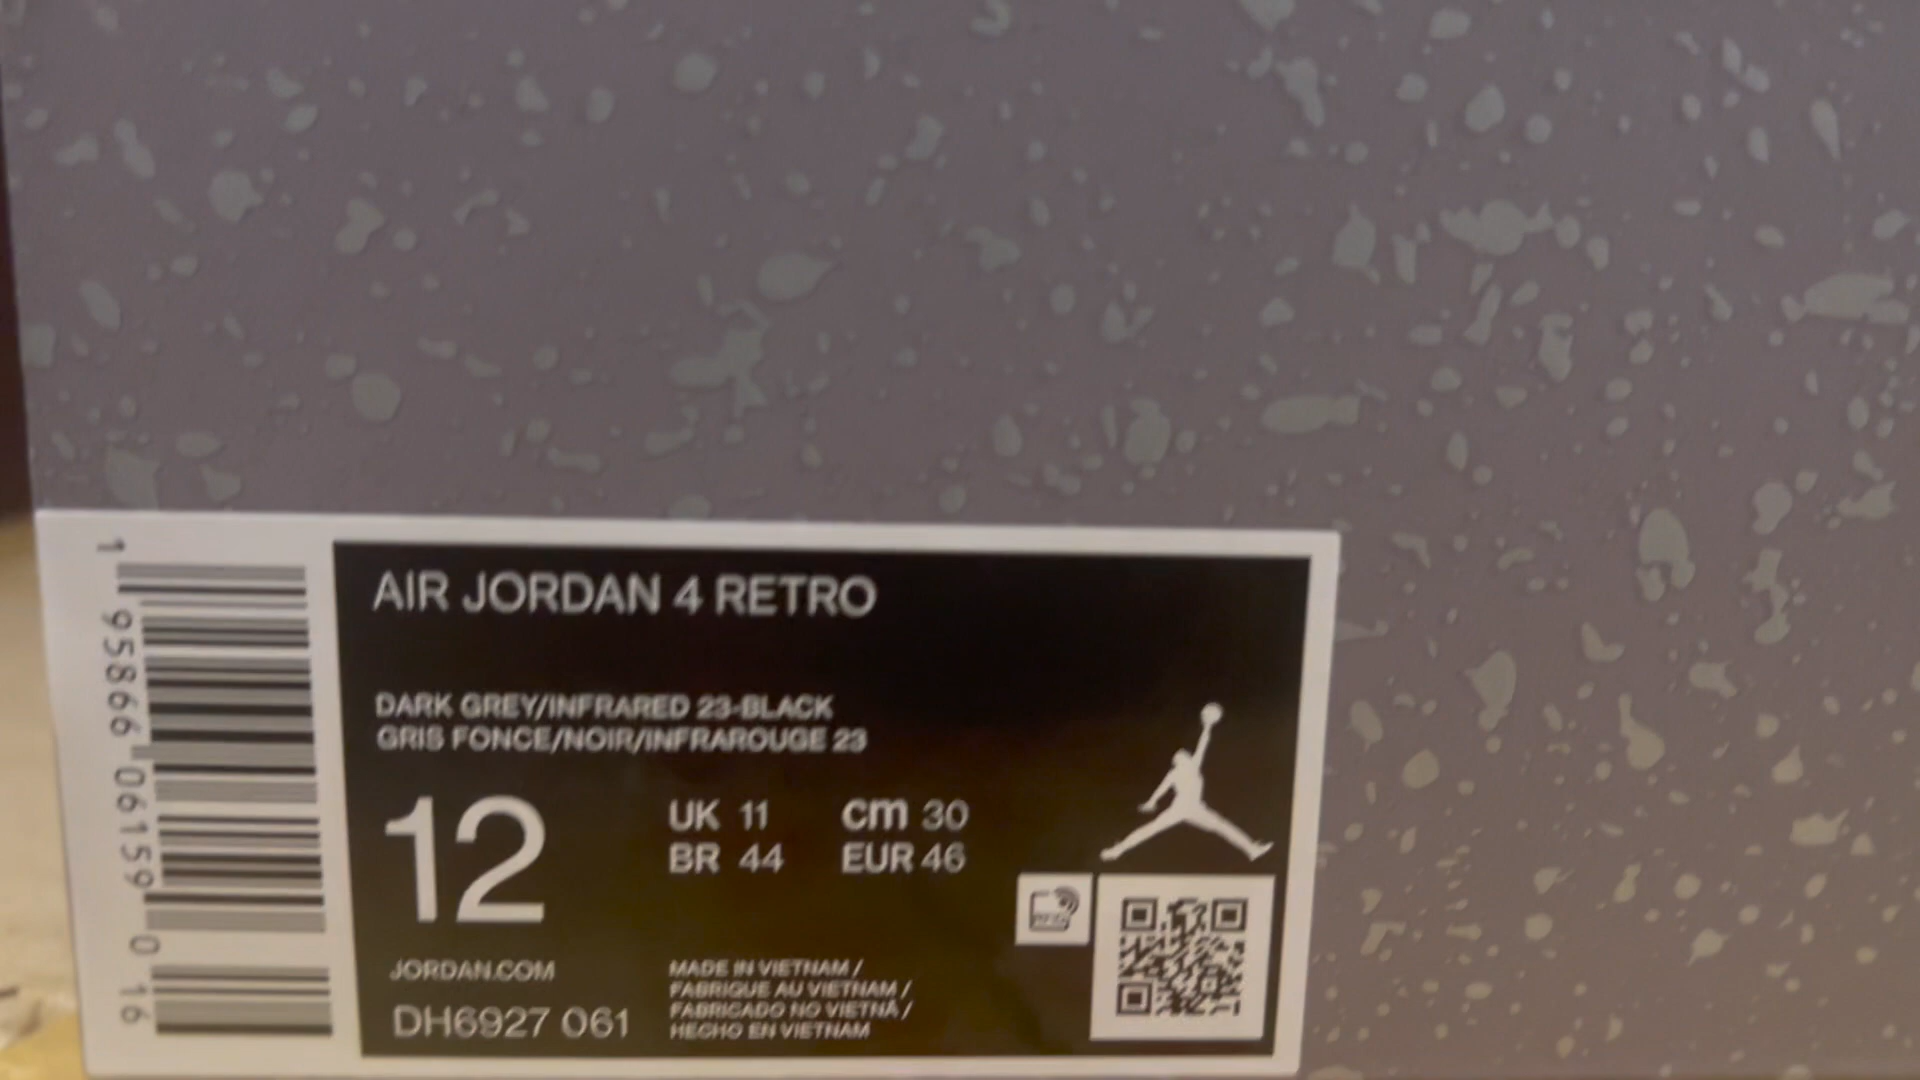 AIR JORDAN 4 RETRO
DARK GREY/INFRARED 23-BLACK
GRIS FONCE/NOIR/INFRAROUGE 23
12
UK 11 cm 30
BR 44 EUR 46
JORDAN.COM
DH6927 061
MADE IN VIETNAM /
FABRIQUE AU VIETNAM /
FABRICADO NO VIETNÃ /
HECHO EN VIETNAM
1 95866 06159 0 16